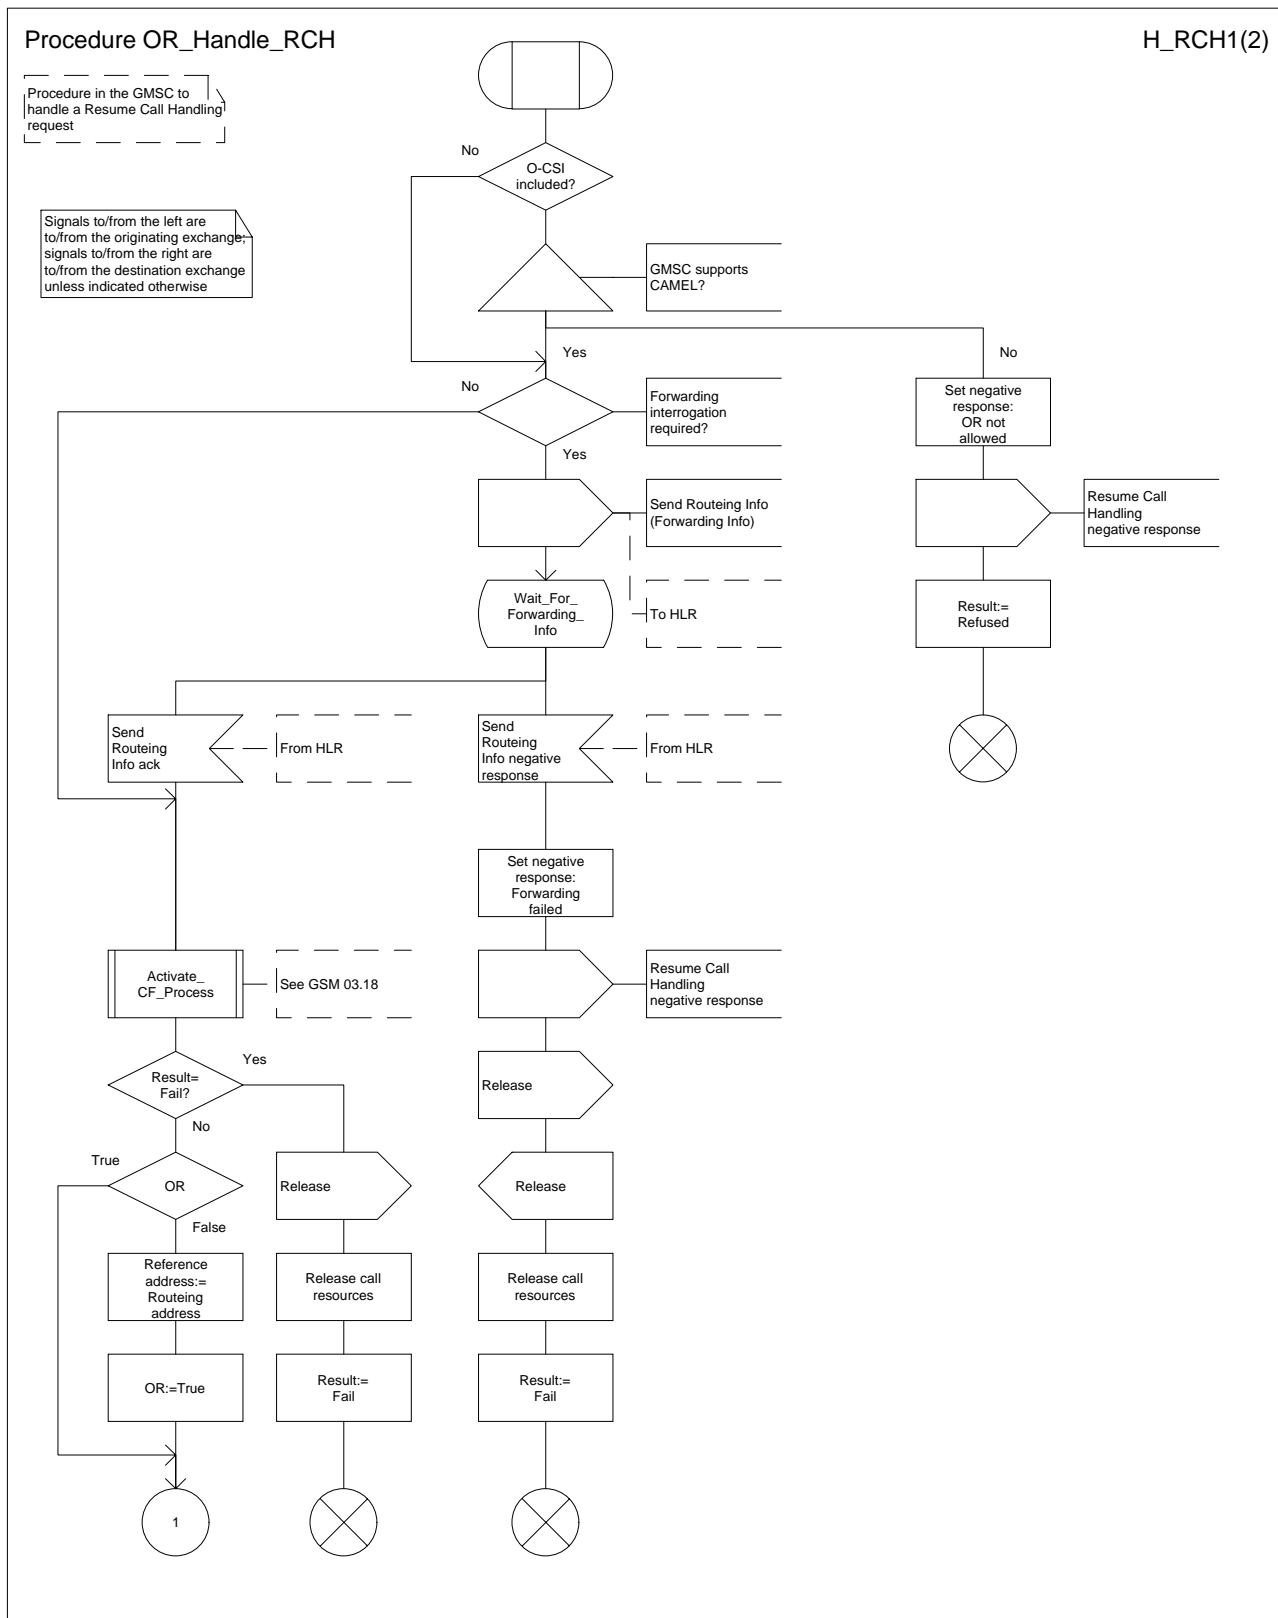 Procedure OR_Handle_RCH
H_RCH1(2)
Procedure in the GMSC to
handle a Resume Call Handling
request
No
O-CSI
included?
Signals to/from the left are
to/from the originating exchange;
signals to/from the right are
to/from the destination exchange
unless indicated otherwise
GMSC supports
CAMEL?
Yes
No
No
Forwarding
interrogation
required?
Set negative
response:
OR not
allowed
Yes
Send Routeing Info
(Forwarding Info)
Resume Call
Handling
negative response
Wait_For_
Forwarding_
Info
To HLR
Result:=
Refused
Send
Routeing
Info ack
From HLR
Send
Routeing
Info negative
response
From HLR
Set negative
response:
Forwarding
failed
Activate_
CF_Process
See GSM 03.18
Resume Call
Handling
negative response
Yes
Result=
Fail?
Release
No
True
OR
Release
Release
False
Reference
address:=
Routeing
address
Release call
resources
Release call
resources
OR:=True
Result:=
Fail
Result:=
Fail
1